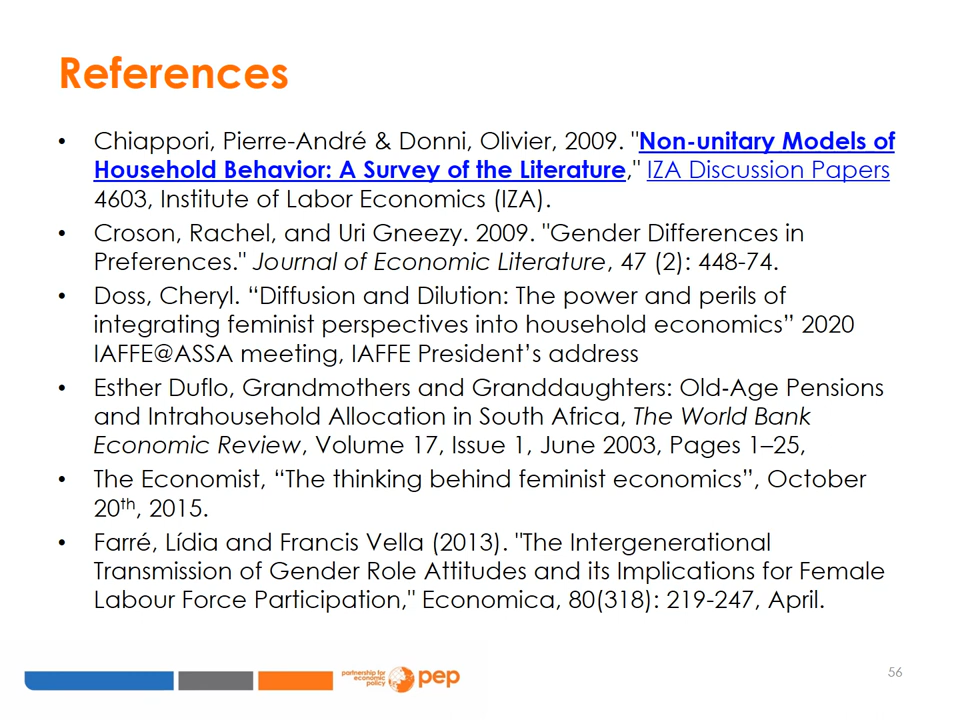 References
• Chiappori, Pierre-André & Donni, Olivier, 2009. "Non-unitary Models of
Household Behavior: A Survey of the Literature," IZA Discussion Papers
4603, Institute of Labor Economics (IZA).
• Croson, Rachel, and Uri Gneezy. 2009. "Gender Differences in
Preferences." Journal of Economic Literature, 47 (2): 448-74.
• Doss, Cheryl. “Diffusion and Dilution: The power and perils of
integrating feminist perspectives into household economics” 2020
IAFFE@ASSA meeting, IAFFE President’s address
• Esther Duflo, Grandmothers and Granddaughters: Old-Age Pensions
and Intrahousehold Allocation in South Africa, The World Bank
Economic Review, Volume 17, Issue 1, June 2003, Pages 1–25,
• The Economist, “The thinking behind feminist economics”, October
20th, 2015.
• Farré, Lídia and Francis Vella (2013). "The Intergenerational
Transmission of Gender Role Attitudes and its Implications for Female
Labour Force Participation," Economica, 80(318): 219-247, April.
partnership for
economic
policy
pep
56